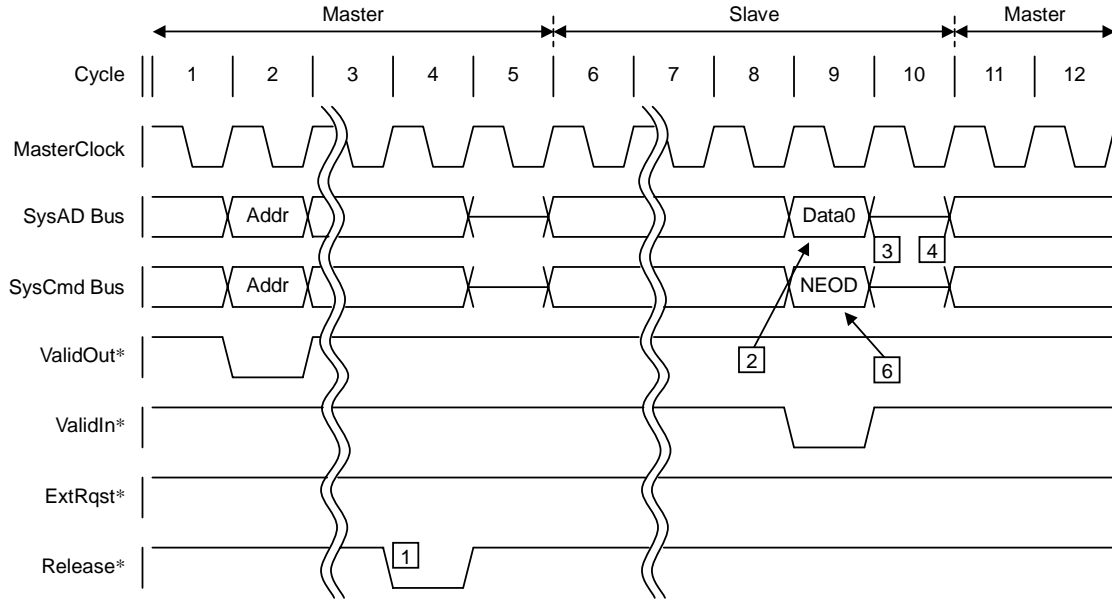 Master Slave Master
Cycle 1 2 3 4 5 6 7 8 9 10 11 12
MasterClock
SysAD Bus Addr Data0
3 4
SysCmd Bus Addr NEOD
ValidOut* 2 6
ValidIn*
ExtRqst*
Release* 1